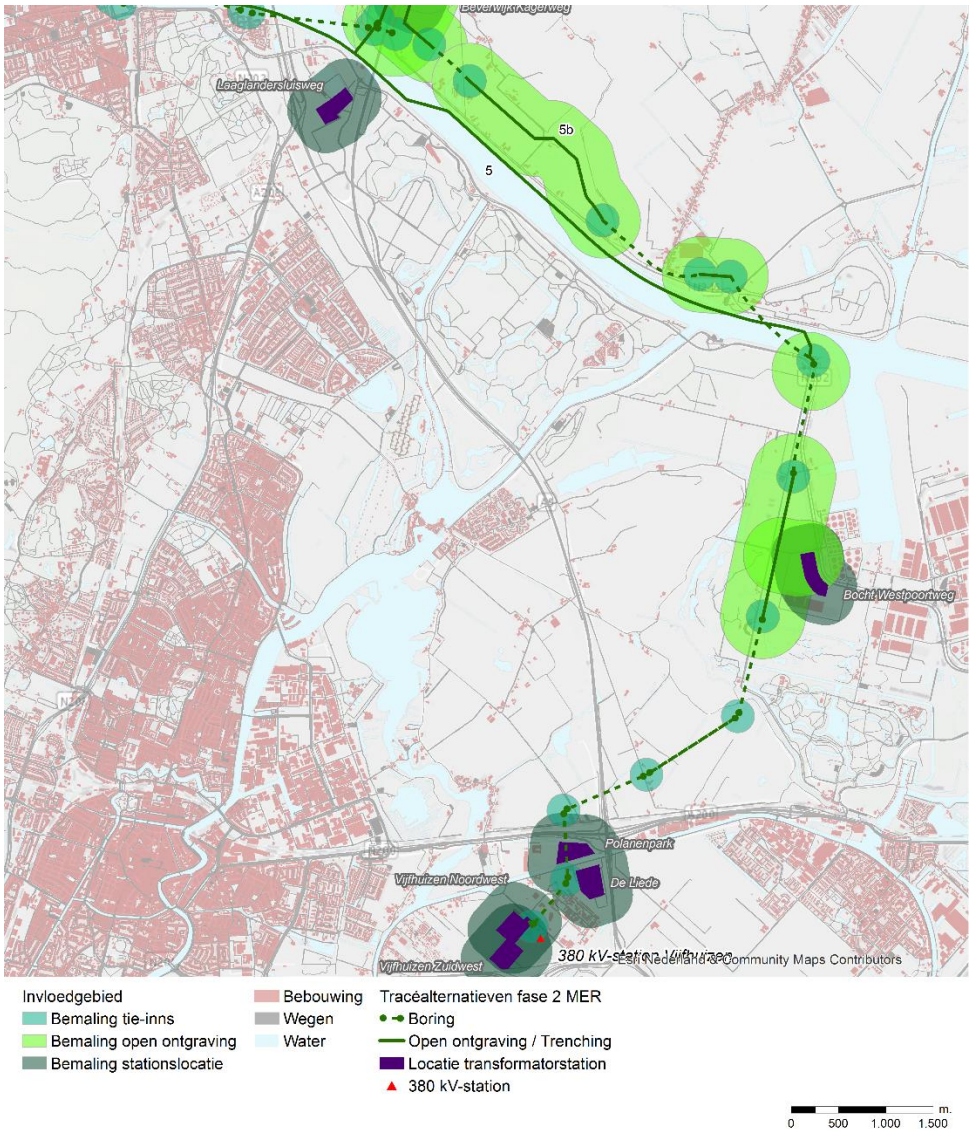 Beverwijk Kagerweg
Laaglandersluisweg
5b
5
Bocht Westpoortweg
Polanenpark
De Liede
Vijfhuizen Noordwest
380 kV-station Vijfhuizen
Esri Nederland & Community Maps Contributors
Vijfhuizen Zuidwest
Invloedgebied
Bemaling tie-inns
Bemaling open ontgraving
Bemaling stationslocatie
Bebouwing
Wegen
Water
Tracéalternatieven fase 2 MER
Boring
Open ontgraving / Trenching
Locatie transformatorstation
380 kV-station
m.
0 500 1.000 1.500